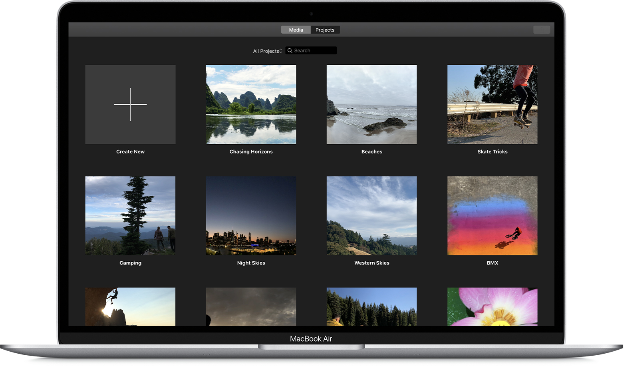 Media Projects
All Projects Search
Create New Chasing Horizons Beaches Skate Tricks
Camping Night Skies Western Skies BMX
MacBook Air